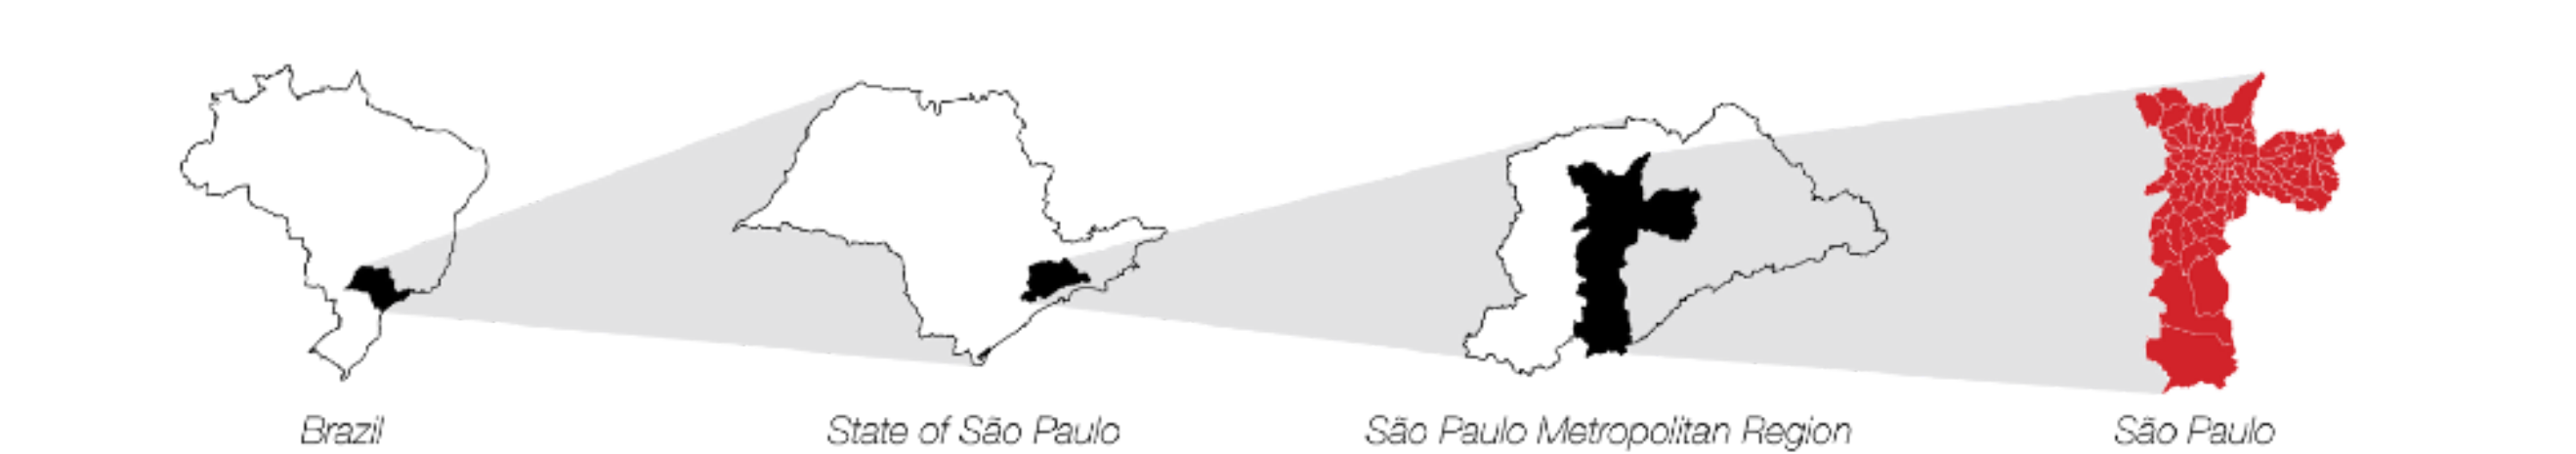 Brazil
State of São Paulo
São Paulo Metropolitan Region
São Paulo